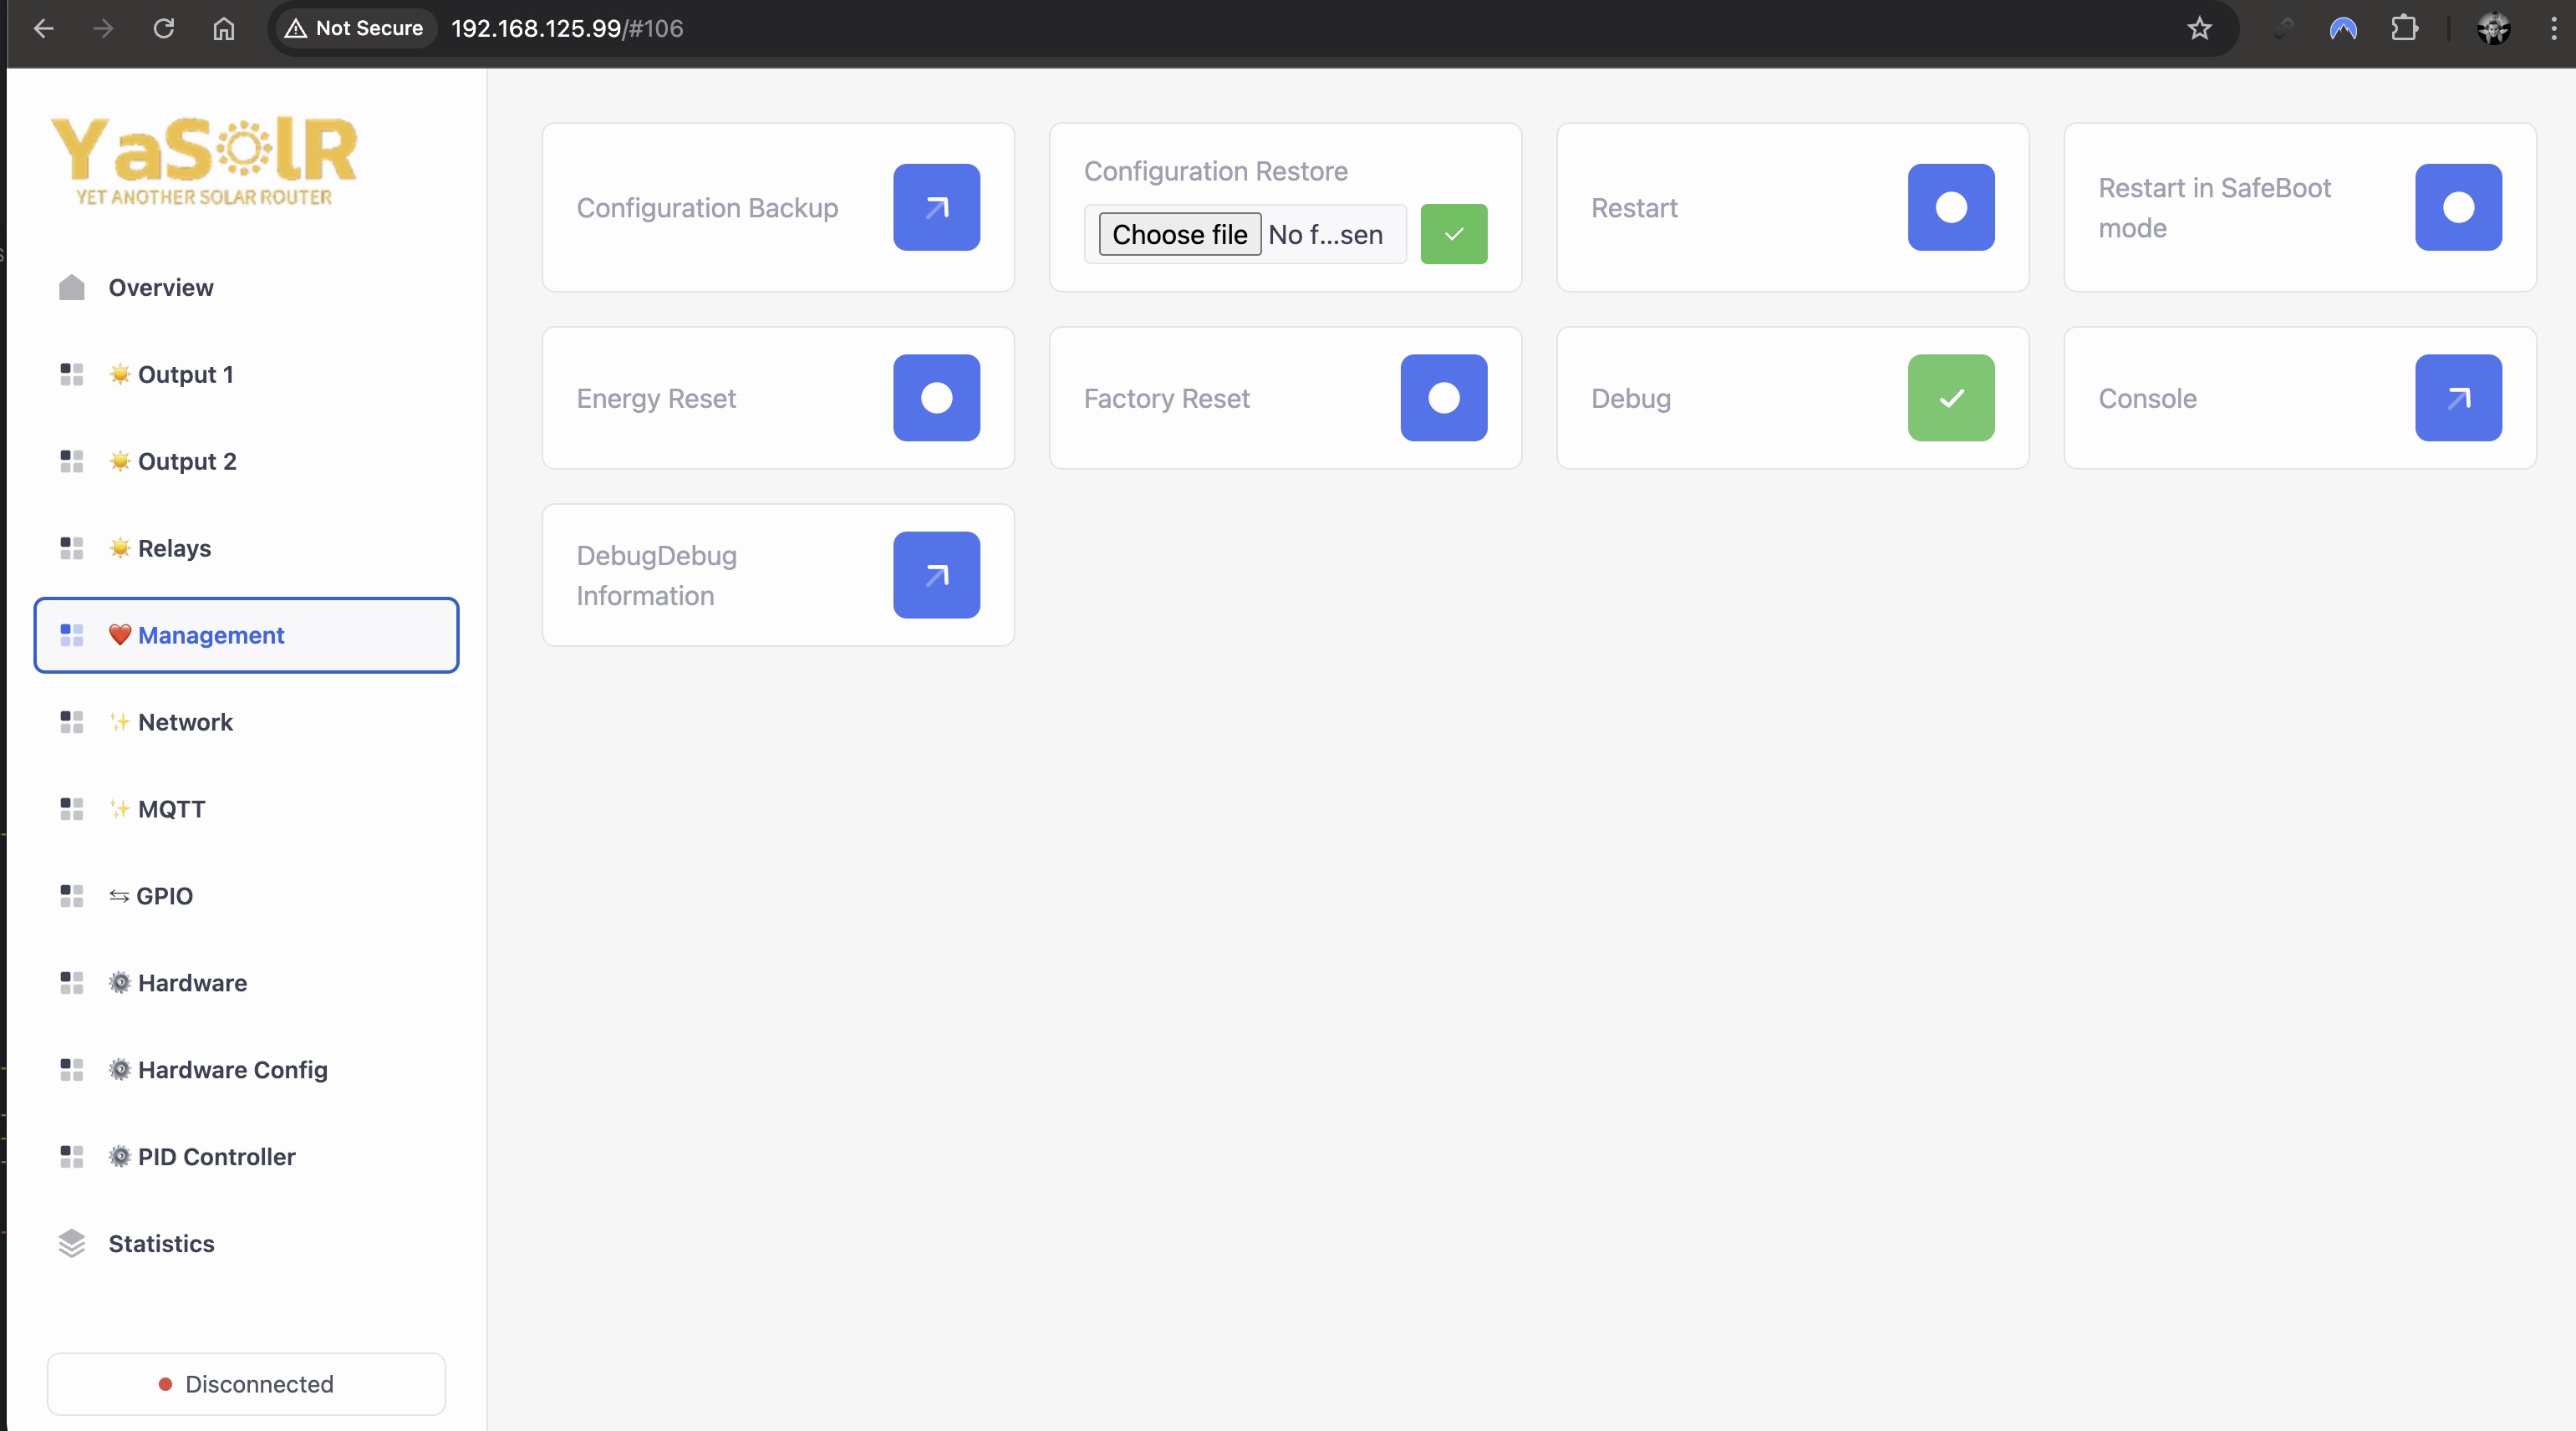 Not Secure 192.168.125.99/#106
YaSolR
YET ANOTHER SOLAR ROUTER
Overview
Output 1
Output 2
Relays
Management
Network
MQTT
GPIO
Hardware
Hardware Config
PID Controller
Statistics
Disconnected
Configuration Backup
Configuration Restore
Choose file No f...sen
Restart
Restart in SafeBoot
mode
Energy Reset
Factory Reset
Debug
Console
DebugDebug
Information